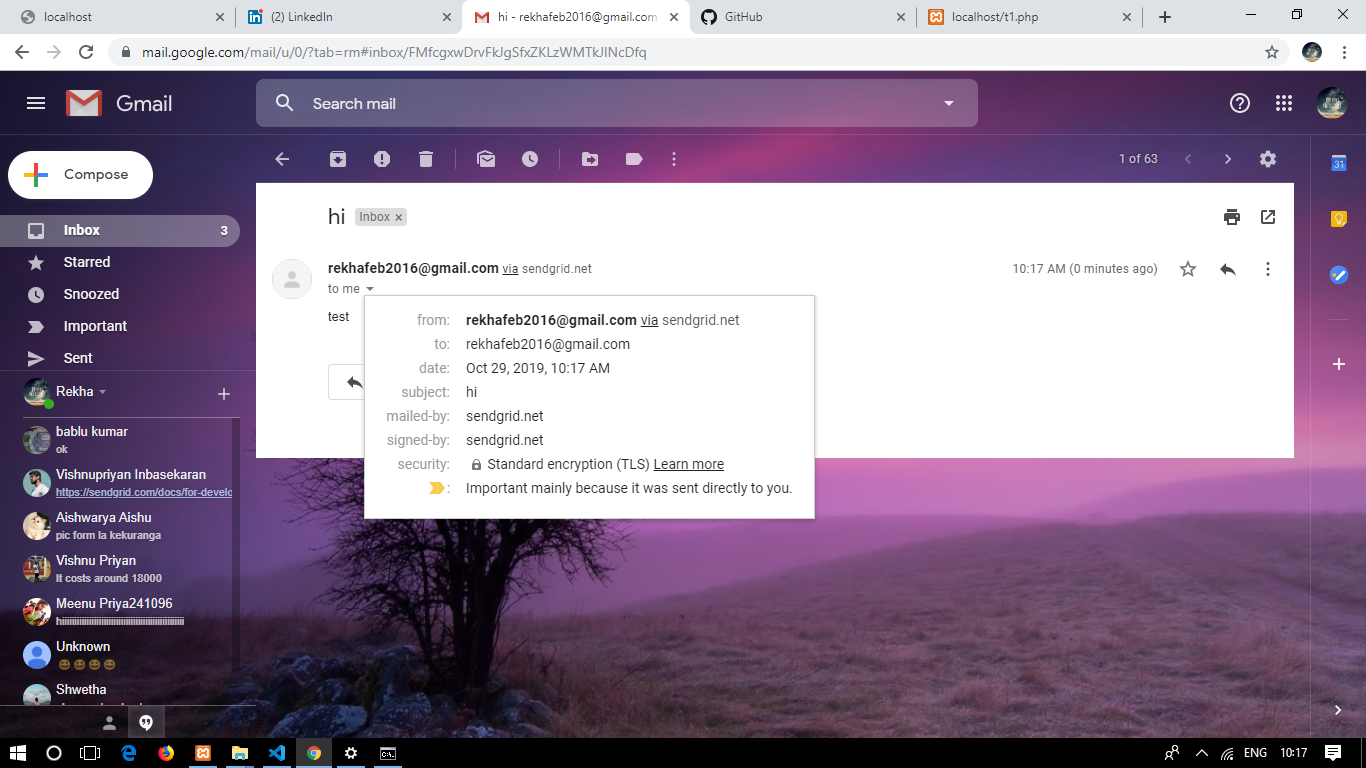 localhost
(2) LinkedIn
hi - rekhafeb2016@gmail.com
GitHub
localhost/t1.php
mail.google.com/mail/u/0/?tab=rm#inbox/FMfcgxwDrvFkJgSfxZKLzWMTkJINcDfq
Gmail
Search mail
Compose
1 of 63
31
Inbox 3
Starred
Snoozed
Important
Sent
hi Inbox ×
rekhafeb2016@gmail.com via sendgrid.net
10:17 AM (0 minutes ago)
to me
test
from: rekhafeb2016@gmail.com via sendgrid.net
to: rekhafeb2016@gmail.com
date: Oct 29, 2019, 10:17 AM
subject: hi
mailed-by: sendgrid.net
signed-by: sendgrid.net
security: Standard encryption (TLS) Learn more
: Important mainly because it was sent directly to you.
Rekha
bablu kumar
ok
Vishnupriyan Inbasekaran
https://sendgrid.com/docs/for-develo
Aishwarya Aishu
pic form la kekuranga
Vishnu Priyan
It costs around 18000
Meenu Priya241096
Unknown
Shwetha
ENG
10:17